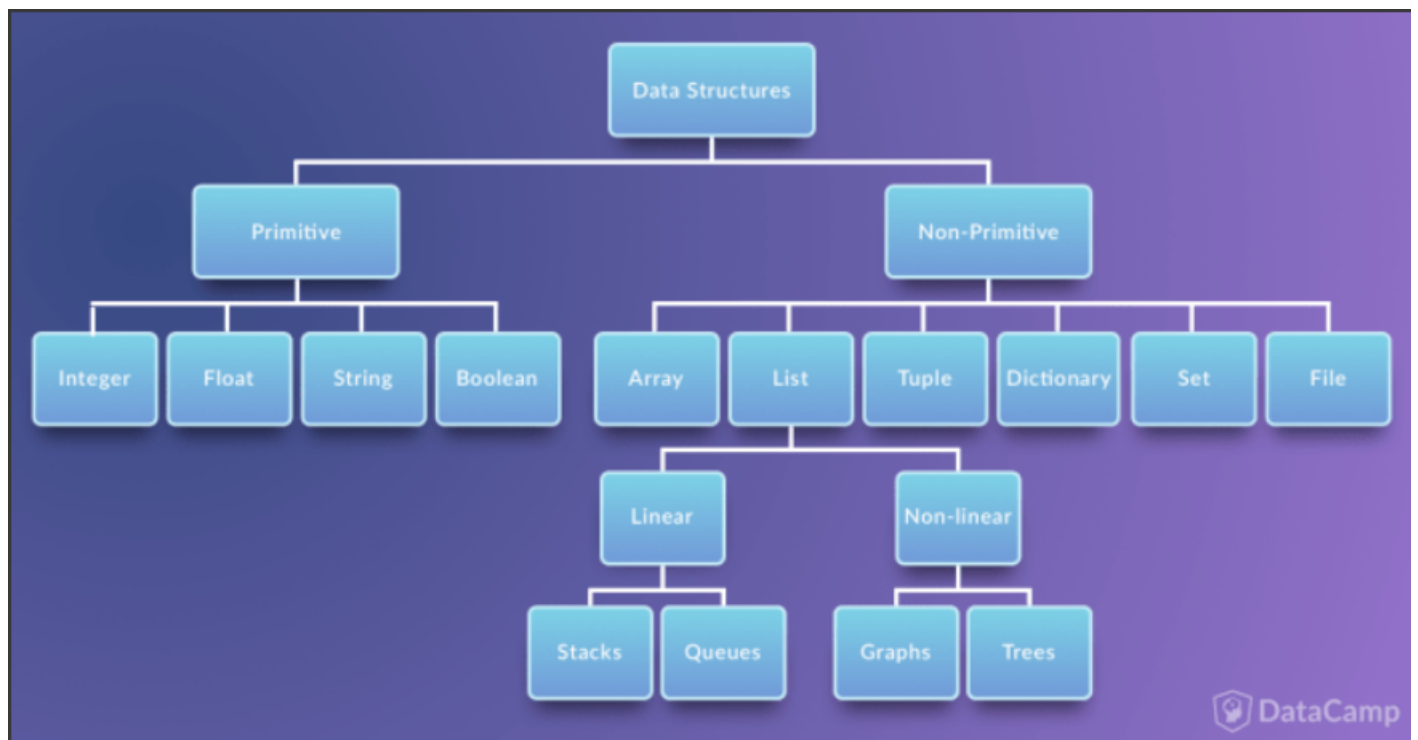 Data Structures
Primitive
Non-Primitive
Integer
Float
String
Boolean
Array
List
Tuple
Dictionary
Set
File
Linear
Non-linear
Stacks
Queues
Graphs
Trees
DataCamp